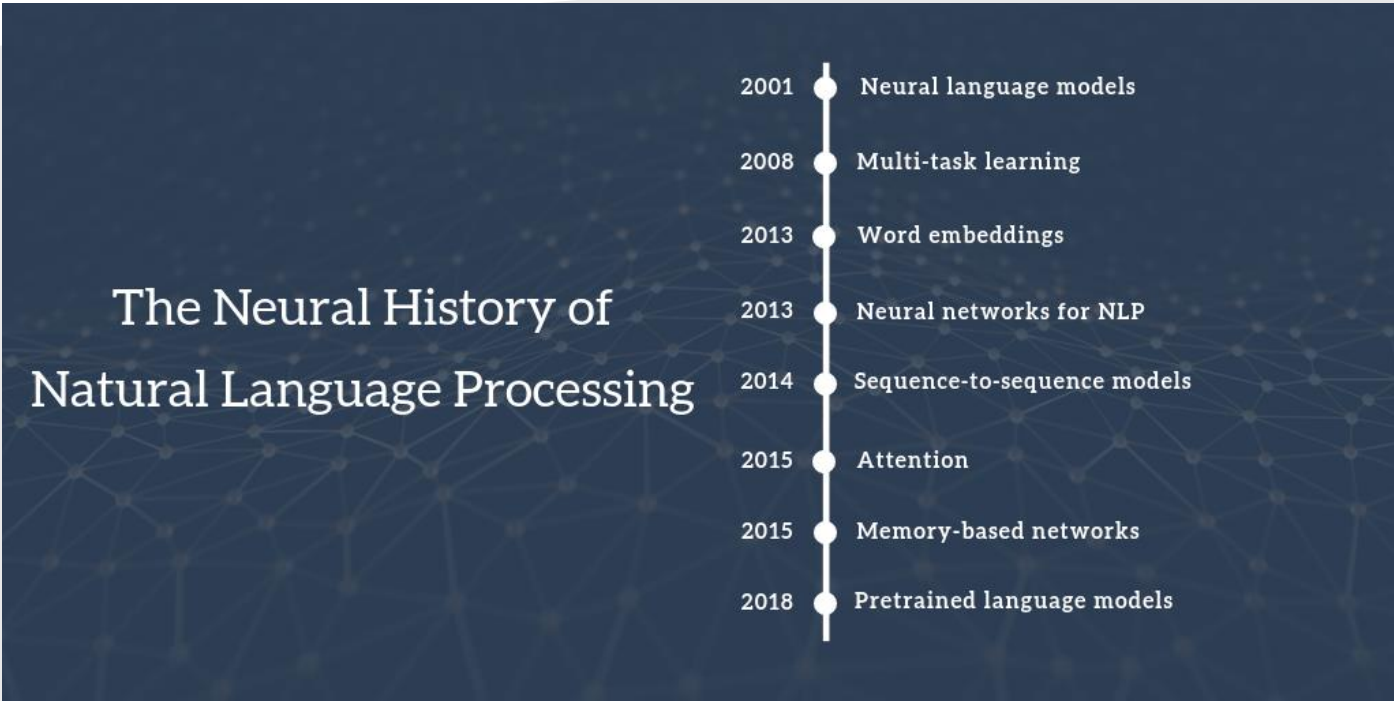 The Neural History of
Natural Language Processing
2001 Neural language models
2008 Multi-task learning
2013 Word embeddings
2013 Neural networks for NLP
2014 Sequence-to-sequence models
2015 Attention
2015 Memory-based networks
2018 Pretrained language models